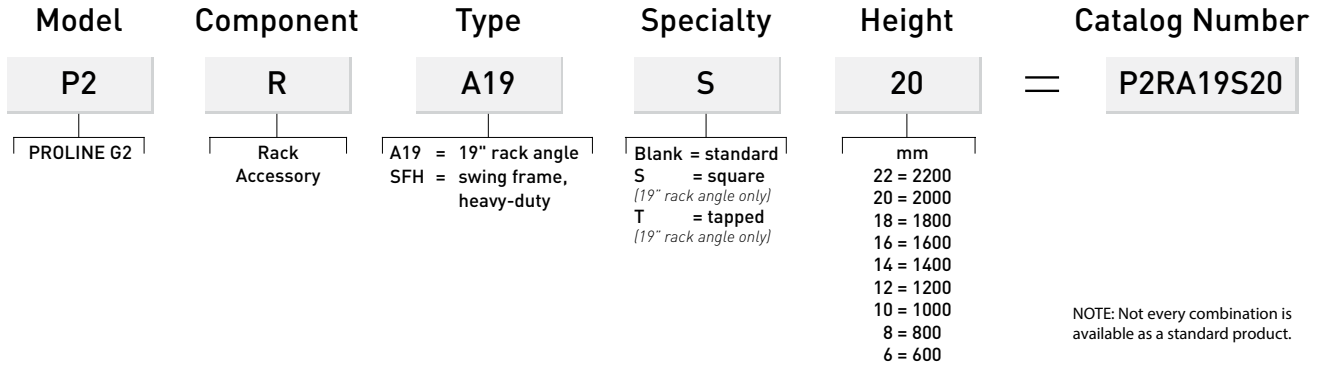 Model Component Type Specialty Height Catalog Number
P2 R A19 S 20 = P2RA19S20
PROLINE G2
Rack
Accessory
A19 = 19" rack angle
SFH = swing frame,
heavy-duty
Blank = standard
S = square
(19" rack angle only)
T = tapped
(19" rack angle only)
mm
22 = 2200
20 = 2000
18 = 1800
16 = 1600
14 = 1400
12 = 1200
10 = 1000
8 = 800
6 = 600
NOTE: Not every combination is
available as a standard product.